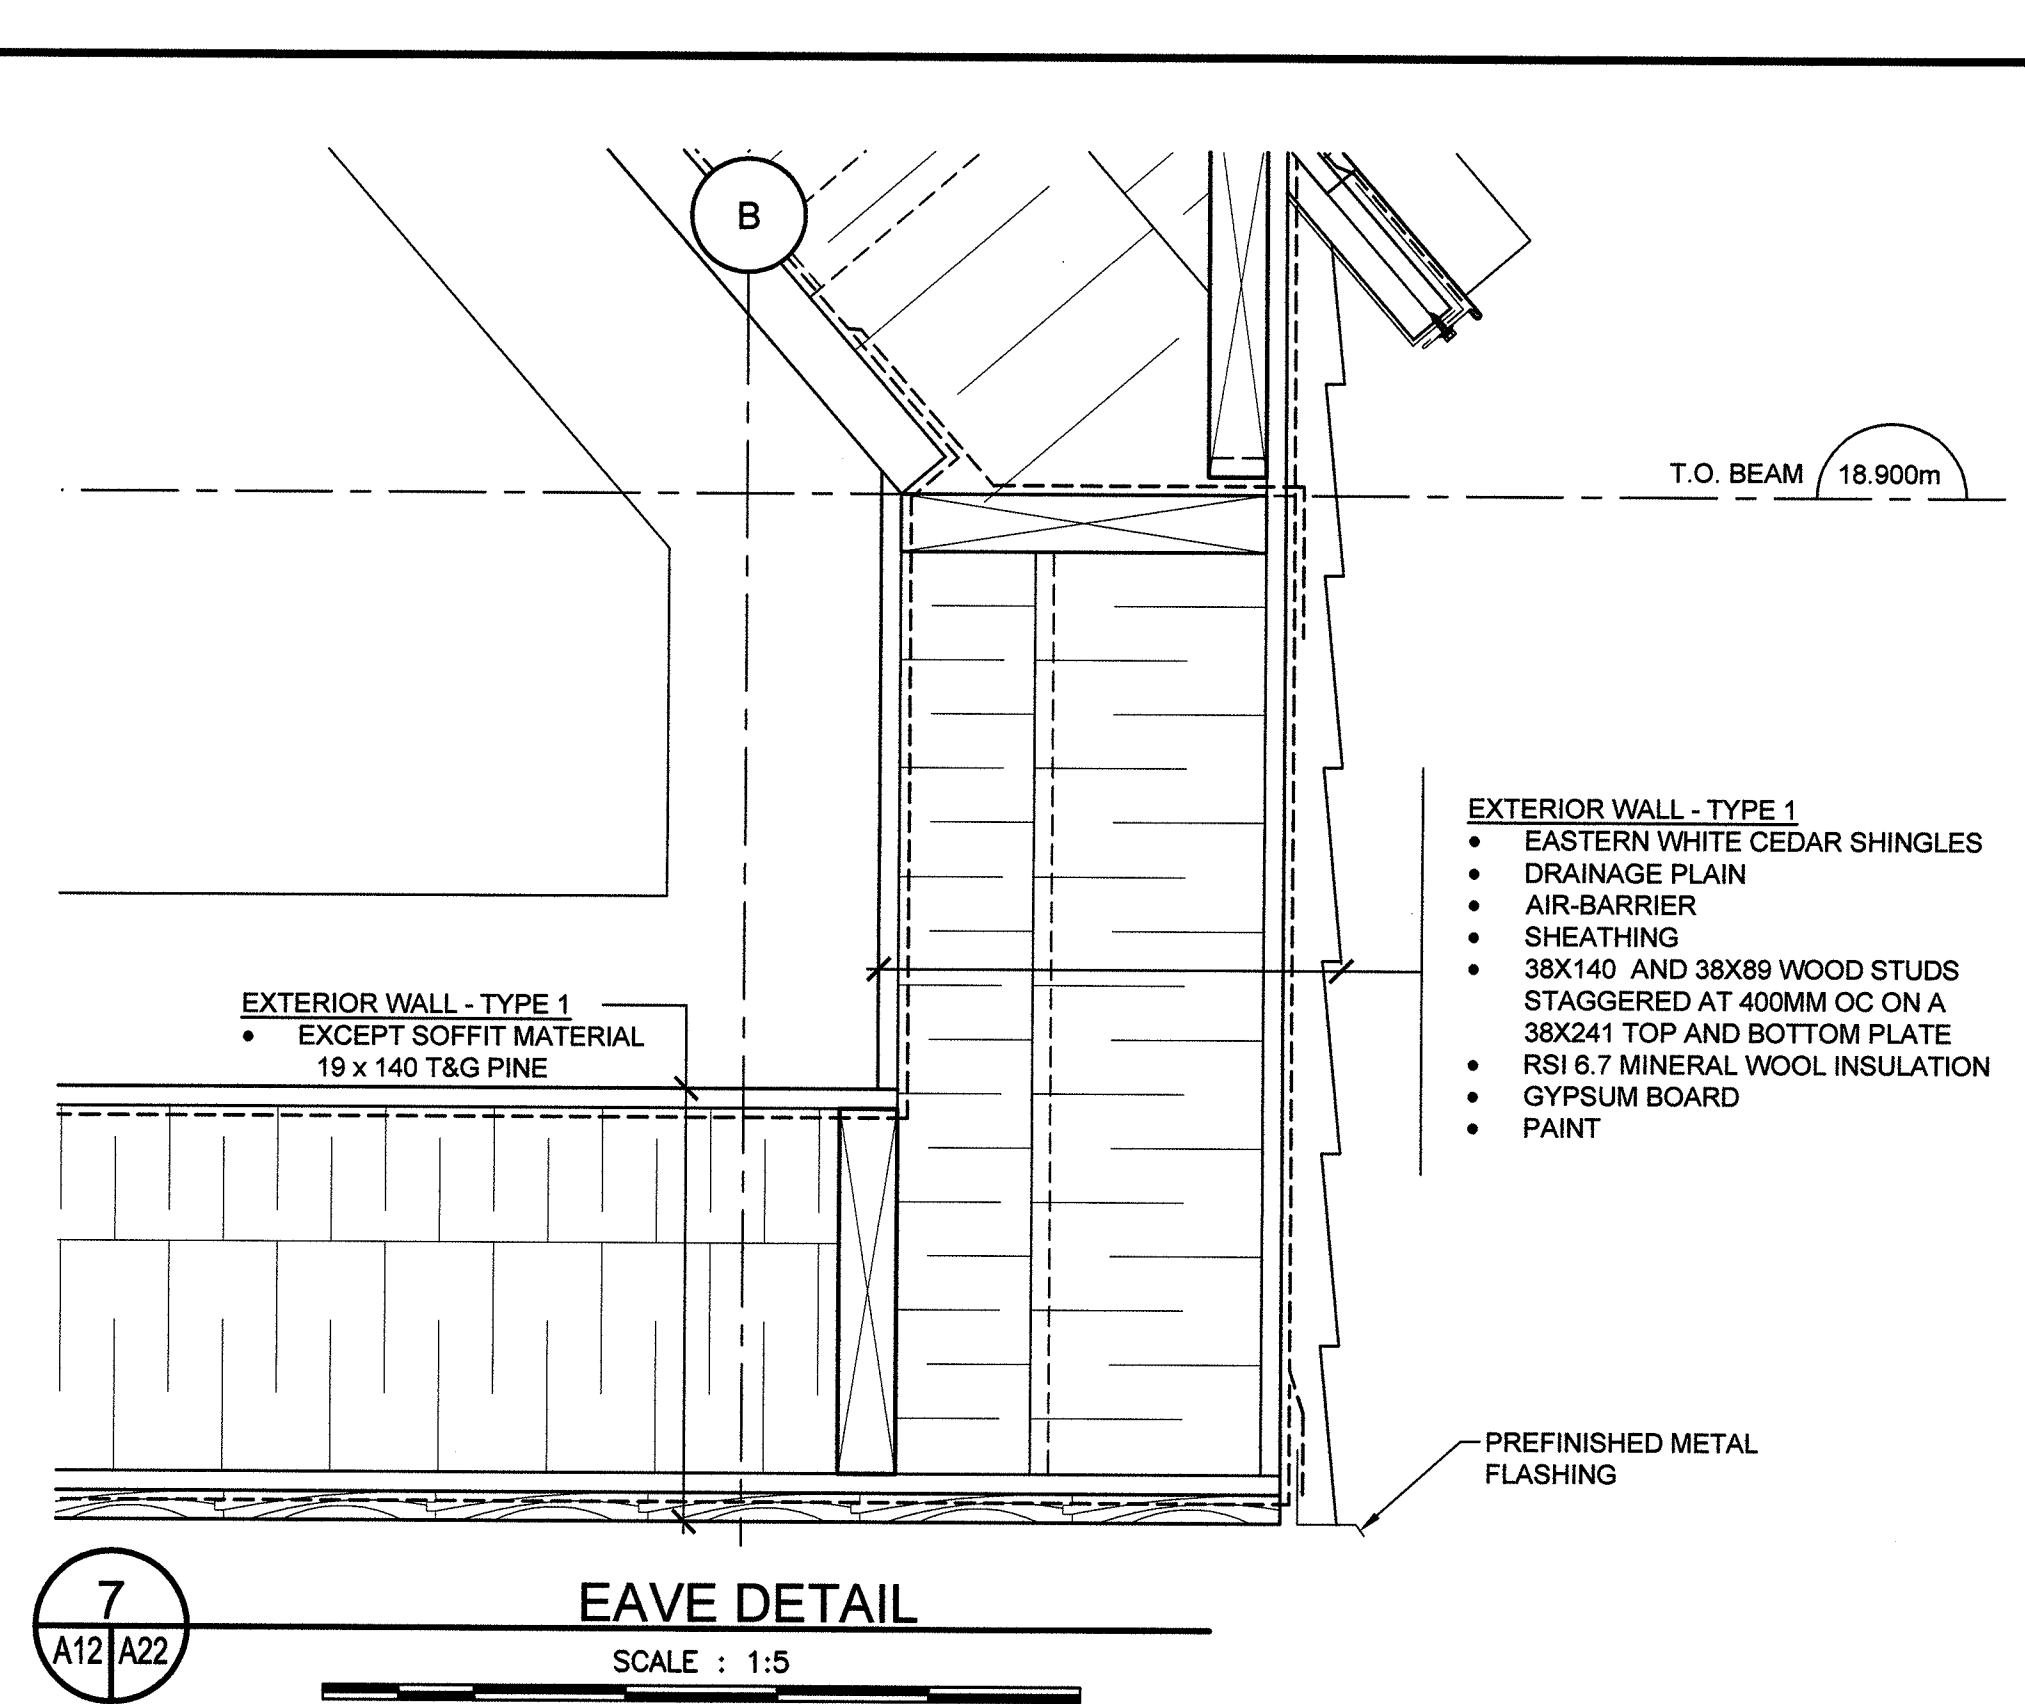 B
T.O. BEAM 18.900m
EXTERIOR WALL - TYPE 1
• EASTERN WHITE CEDAR SHINGLES
• DRAINAGE PLAIN
• AIR-BARRIER
• SHEATHING
• 38X140 AND 38X89 WOOD STUDS
STAGGERED AT 400MM OC ON A
38X241 TOP AND BOTTOM PLATE
• RSI 6.7 MINERAL WOOL INSULATION
• GYPSUM BOARD
• PAINT
EXTERIOR WALL - TYPE 1
• EXCEPT SOFFIT MATERIAL
19 x 140 T&G PINE
PREFINISHED METAL
FLASHING
7
A12 A22
EAVE DETAIL
SCALE : 1:5